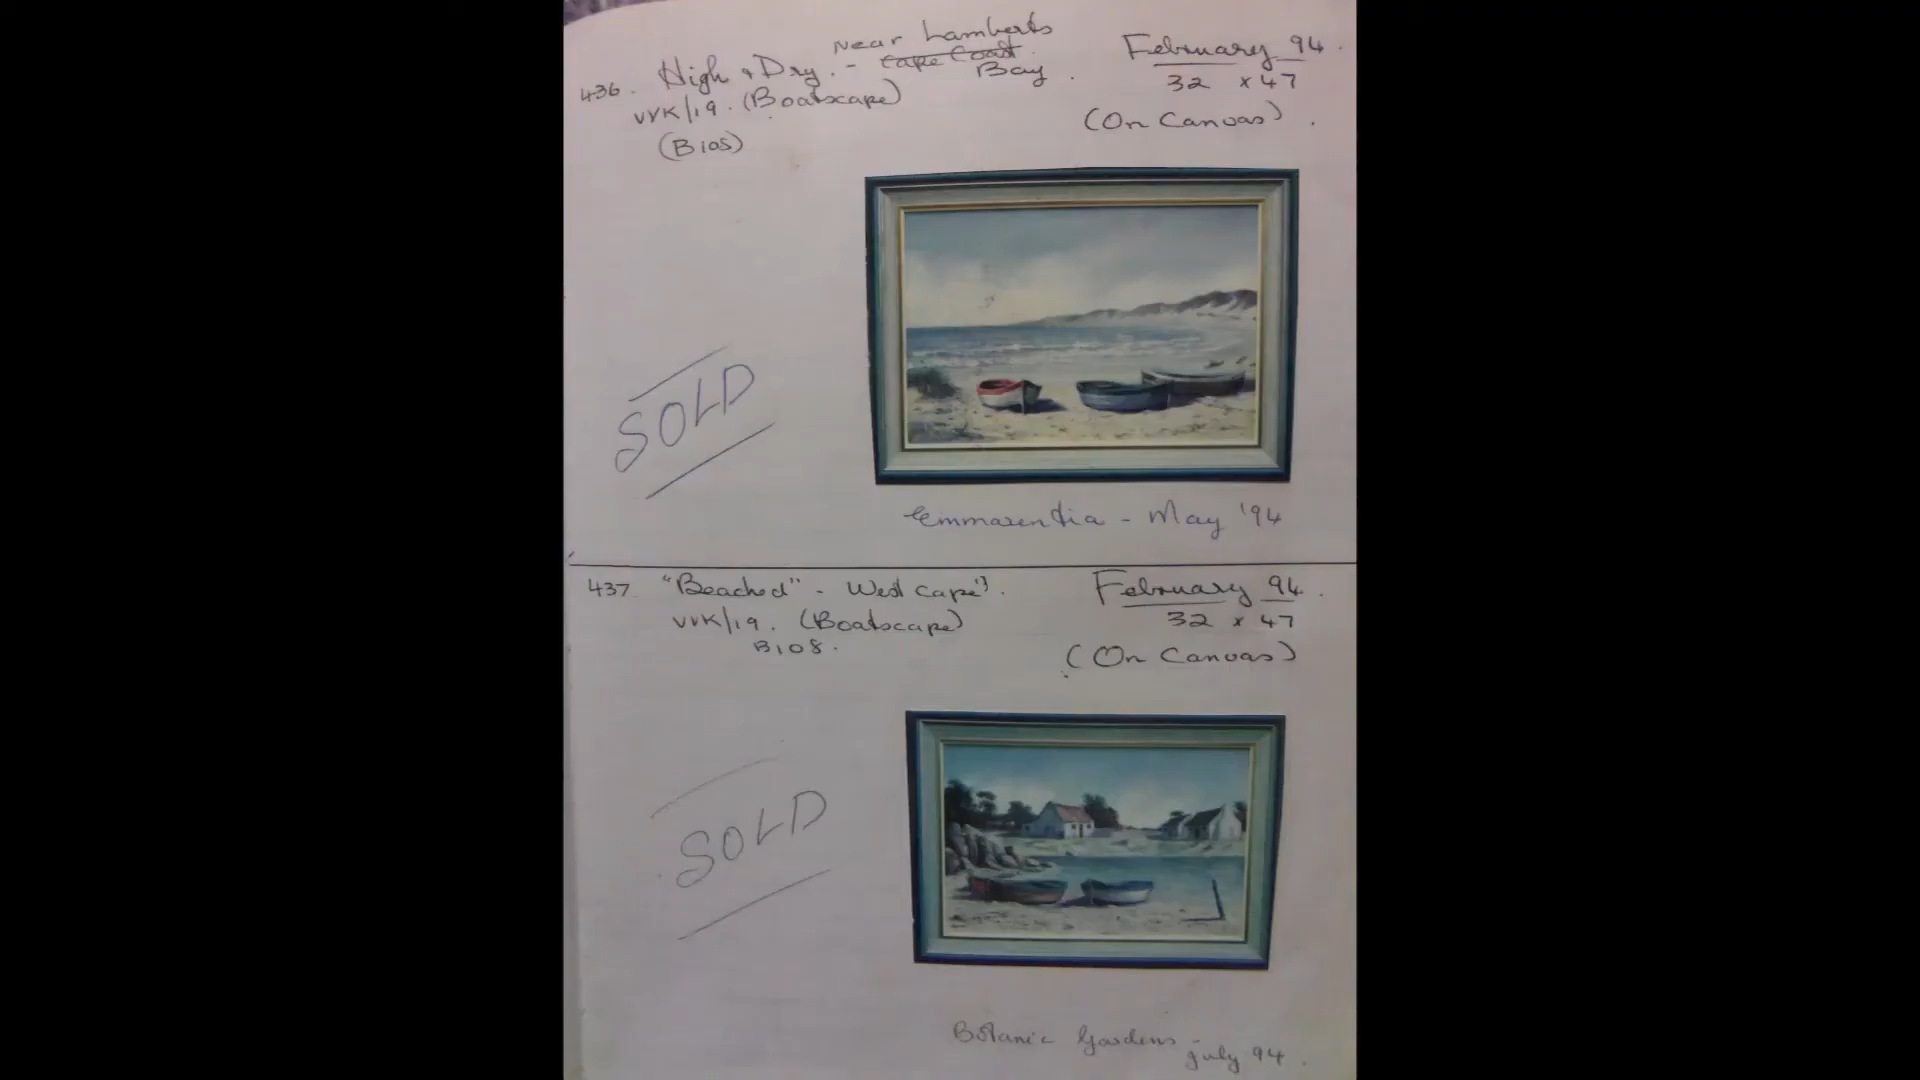 Near Lamberts
436. High & Dry. - Cape Coast Bay.
February 94.
32 x 47
VVK/19. (Boatscape)
(On Canvas).
(B105)
SOLD
Emmarentia - May '94
437 "Beached" - West Cape".
February 94.
32 x 47
VVK/19. (Boatscape)
B108.
(On Canvas)
SOLD
Botanic Gardens -
July 94.